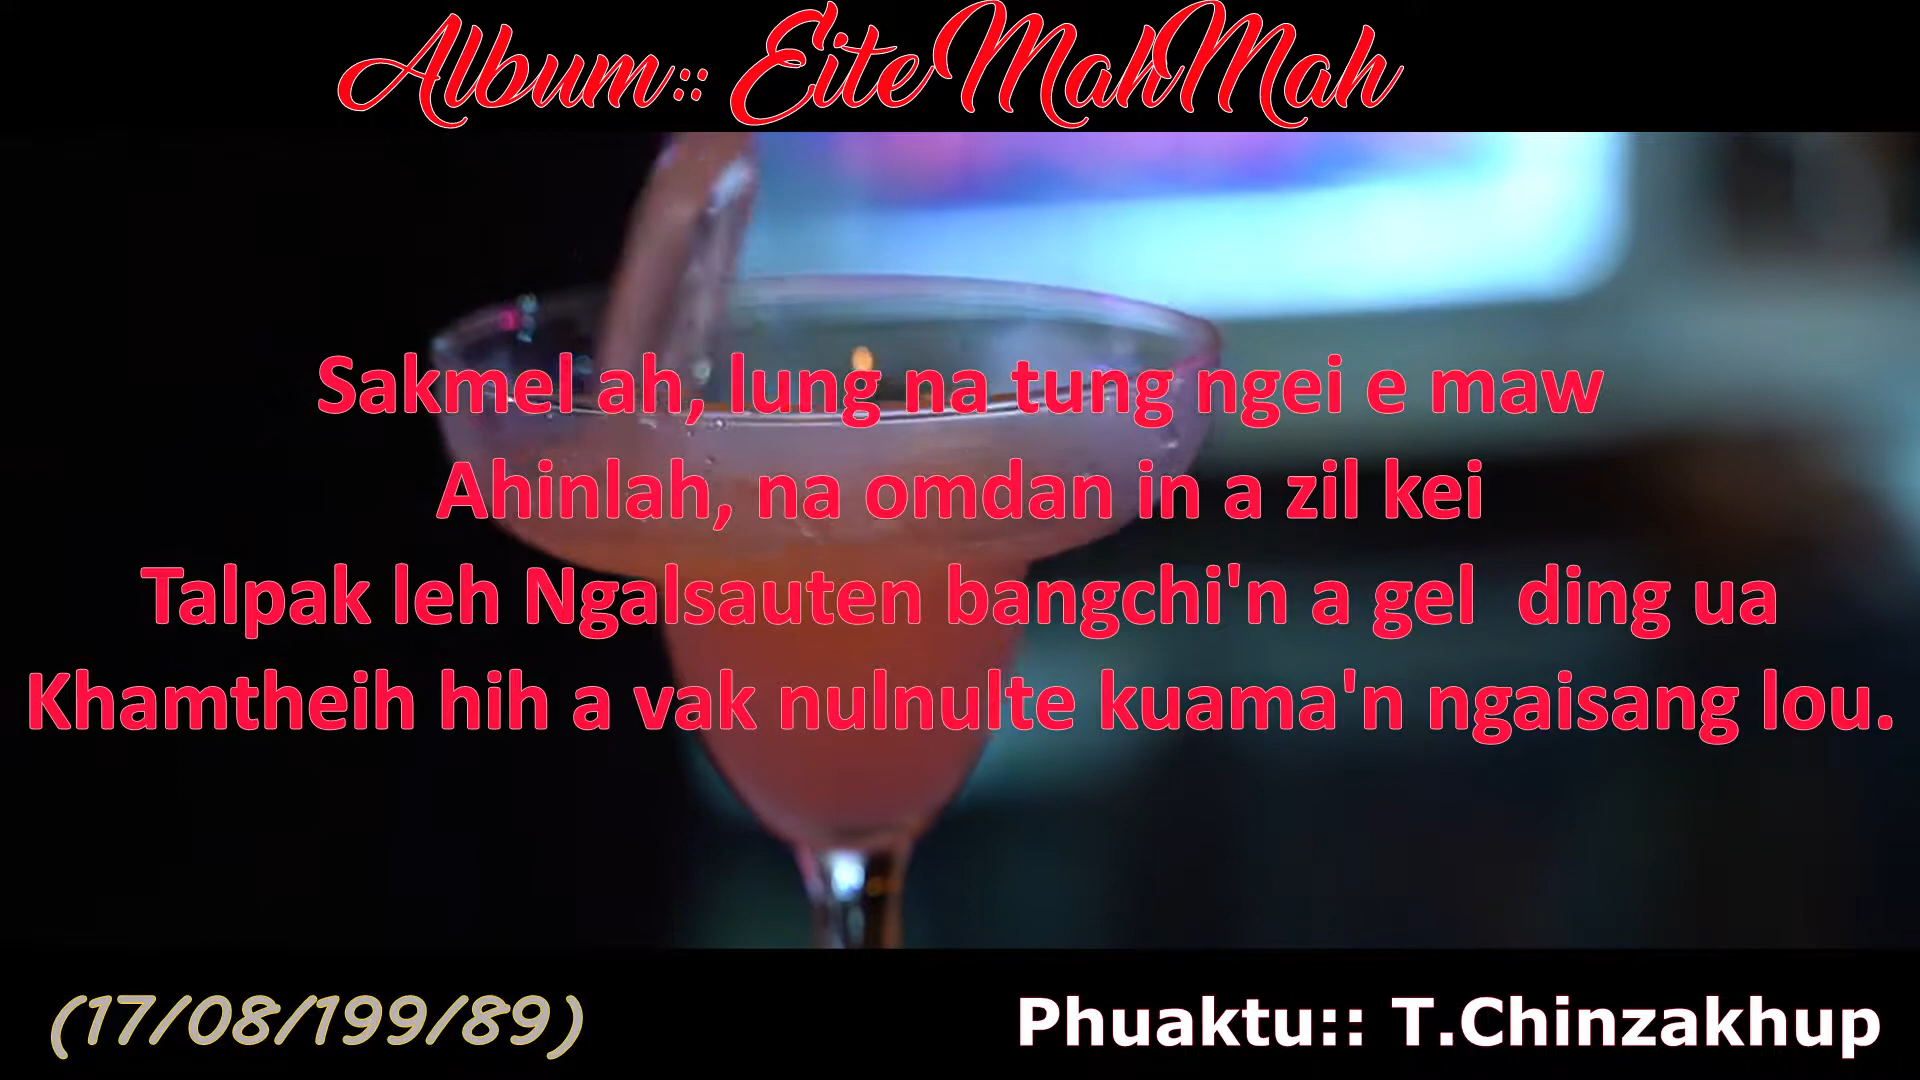 Album:: EiteMahMah
Sakmel ah, lung na tung ngei e maw
Ahinlah, na omdan in a zil kei
Talpak leh Ngalsauten bangchi'n a gel ding ua
Khamtheih hih a vak nulnulte kuama'n ngaisang lou.
(17/08/199/89)
Phuaktu:: T.Chinzakhup